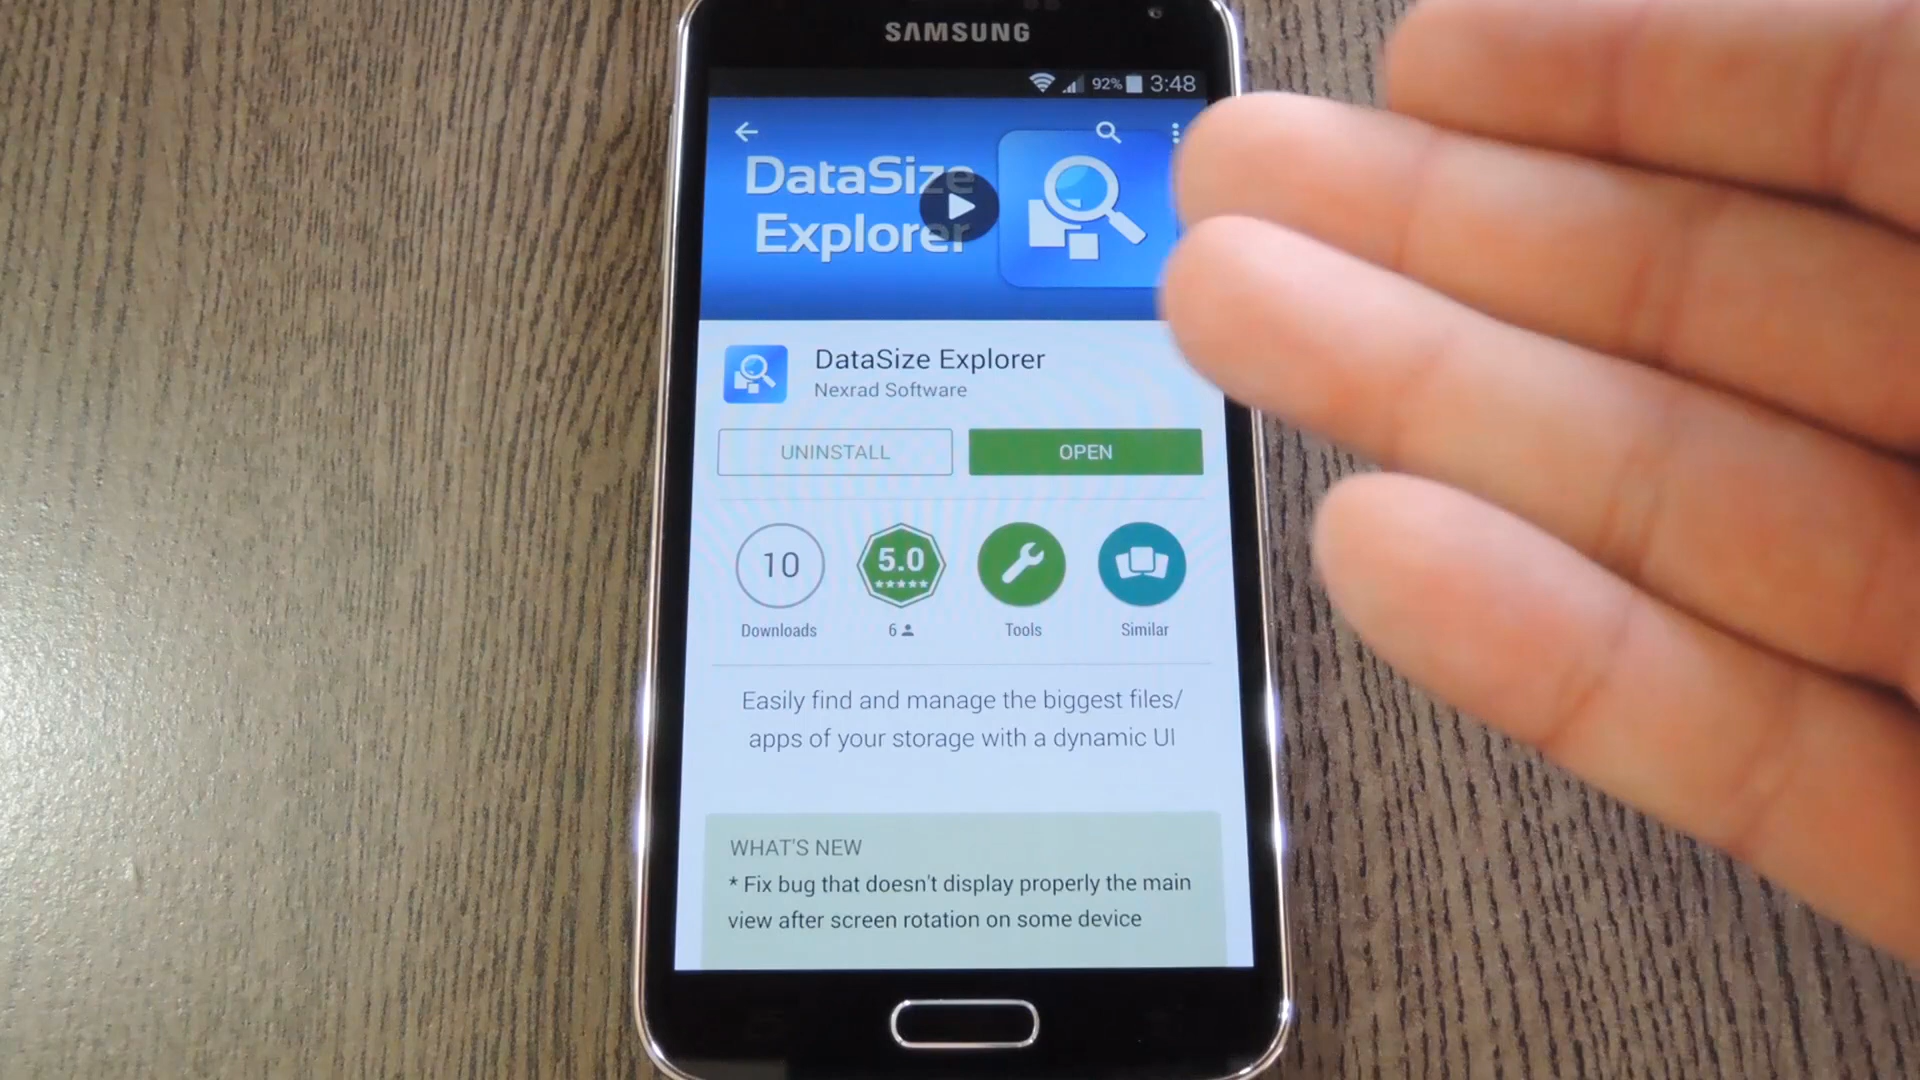 SAMSUNG
92% 3:48
DataSize
Explorer
DataSize Explorer
Nexrad Software
UNINSTALL OPEN
10 5.0
Downloads 6 Tools Similar
Easily find and manage the biggest files/
apps of your storage with a dynamic UI
WHAT'S NEW
* Fix bug that doesn't display properly the main
view after screen rotation on some device